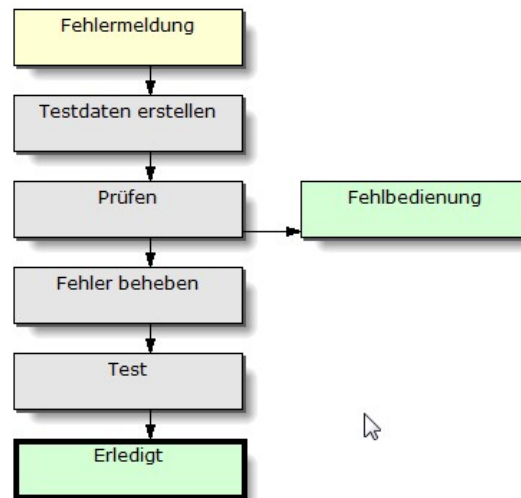 Fehlermeldung
Testdaten erstellen
Prüfen
Fehlbedienung
Fehler beheben
Test
Erledigt